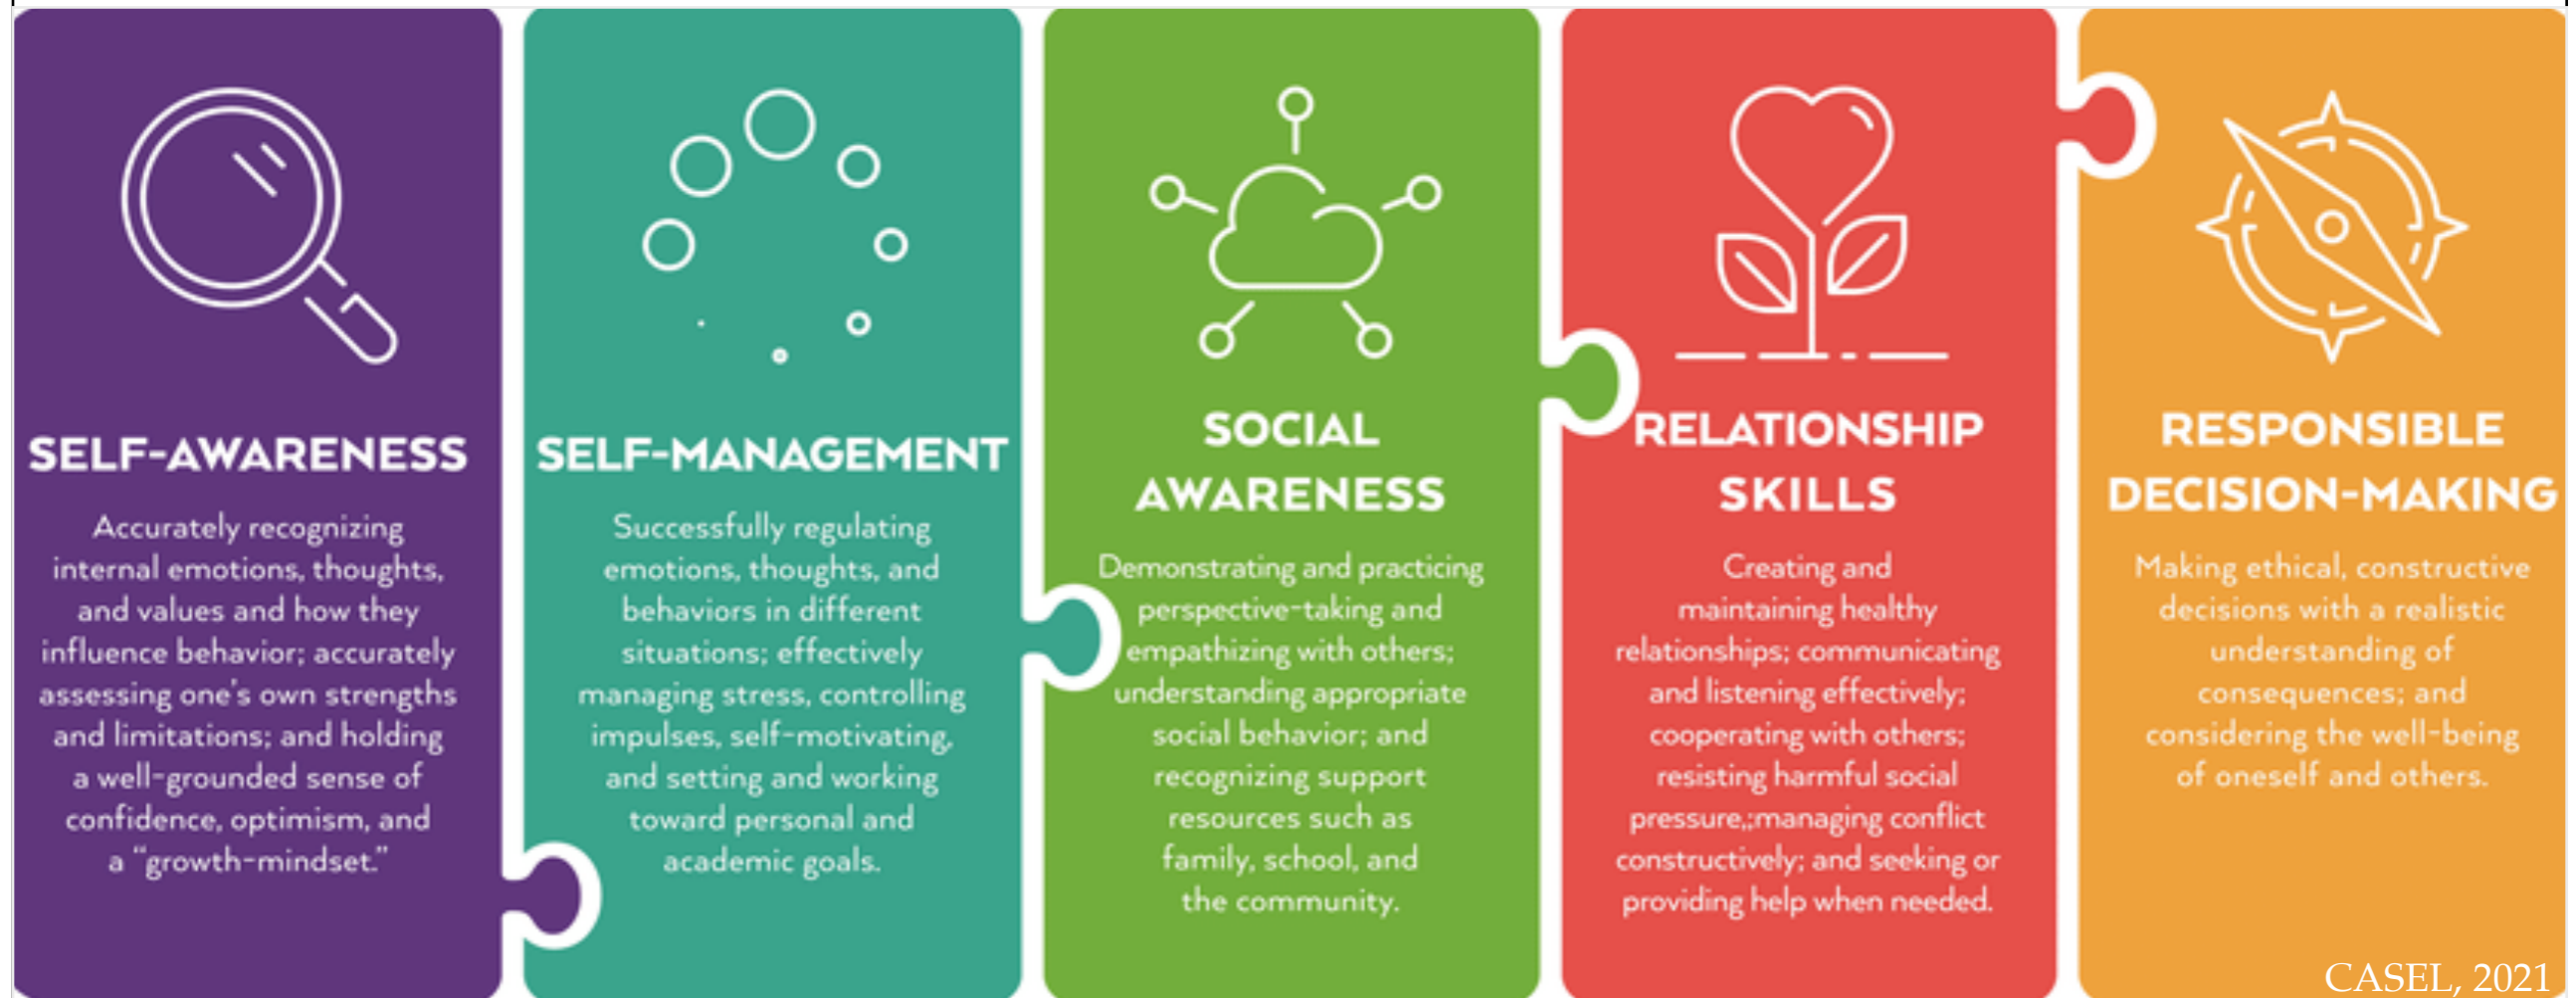 SELF-AWARENESS
Accurately recognizing
internal emotions, thoughts,
and values and how they
influence behavior; accurately
assessing one's own strengths
and limitations; and holding
a well-grounded sense of
confidence, optimism, and
a “growth-mindset.”
SELF-MANAGEMENT
Successfully regulating
emotions, thoughts, and
behaviors in different
situations; effectively
managing stress, controlling
impulses, self-motivating,
and setting and working
toward personal and
academic goals.
SOCIAL
AWARENESS
Demonstrating and practicing
perspective-taking and
empathizing with others;
understanding appropriate
social behavior; and
recognizing support
resources such as
family, school, and
the community.
RELATIONSHIP
SKILLS
Creating and
maintaining healthy
relationships; communicating
and listening effectively;
cooperating with others;
resisting harmful social
pressure,;managing conflict
constructively; and seeking or
providing help when needed.
RESPONSIBLE
DECISION-MAKING
Making ethical, constructive
decisions with a realistic
understanding of
consequences; and
considering the well-being
of oneself and others.
CASEL, 2021